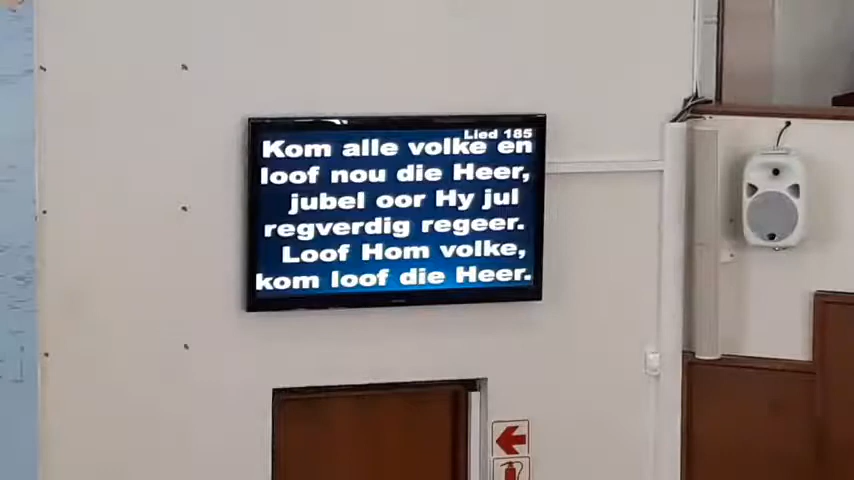 Lied 185
Kom alle volke en
loof nou die Heer,
jubel oor Hy jul
regverdig regeer.
Loof Hom volke,
kom loof die Heer.